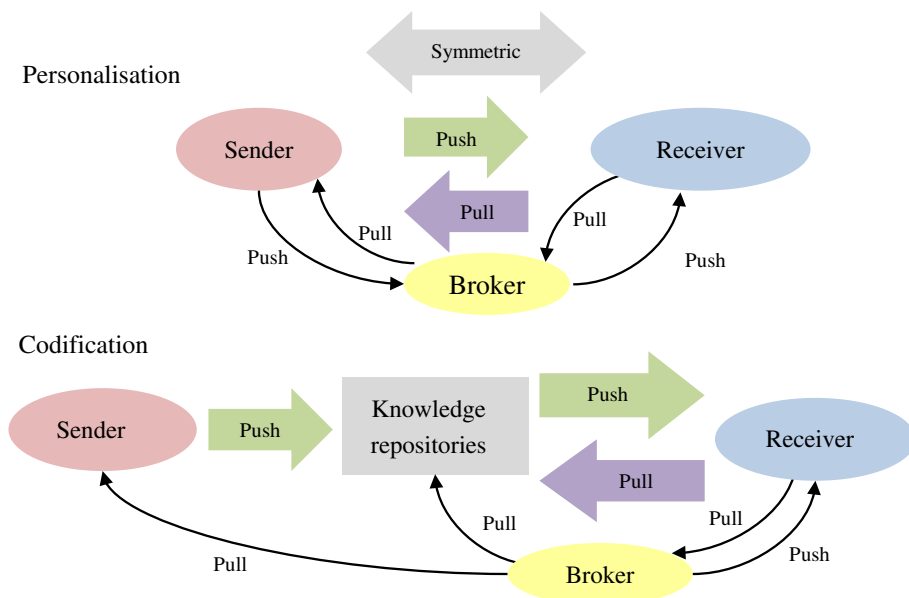 Symmetric
Personalisation
Push
Sender
Receiver
Pull
Pull
Pull
Push
Push
Broker
Codification
Push
Knowledge
repositories
Sender
Push
Receiver
Pull
Pull
Pull
Push
Pull
Broker